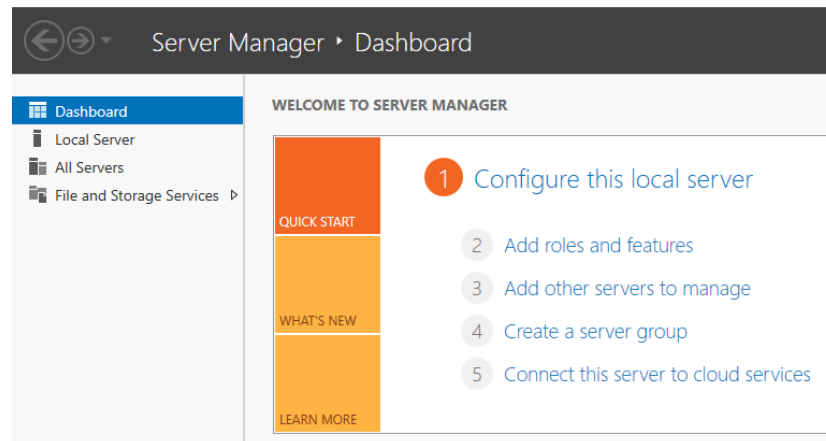 Server Manager ‣ Dashboard
Dashboard
Local Server
All Servers
File and Storage Services
WELCOME TO SERVER MANAGER
QUICK START
WHAT'S NEW
LEARN MORE
1 Configure this local server
2 Add roles and features
3 Add other servers to manage
4 Create a server group
5 Connect this server to cloud services